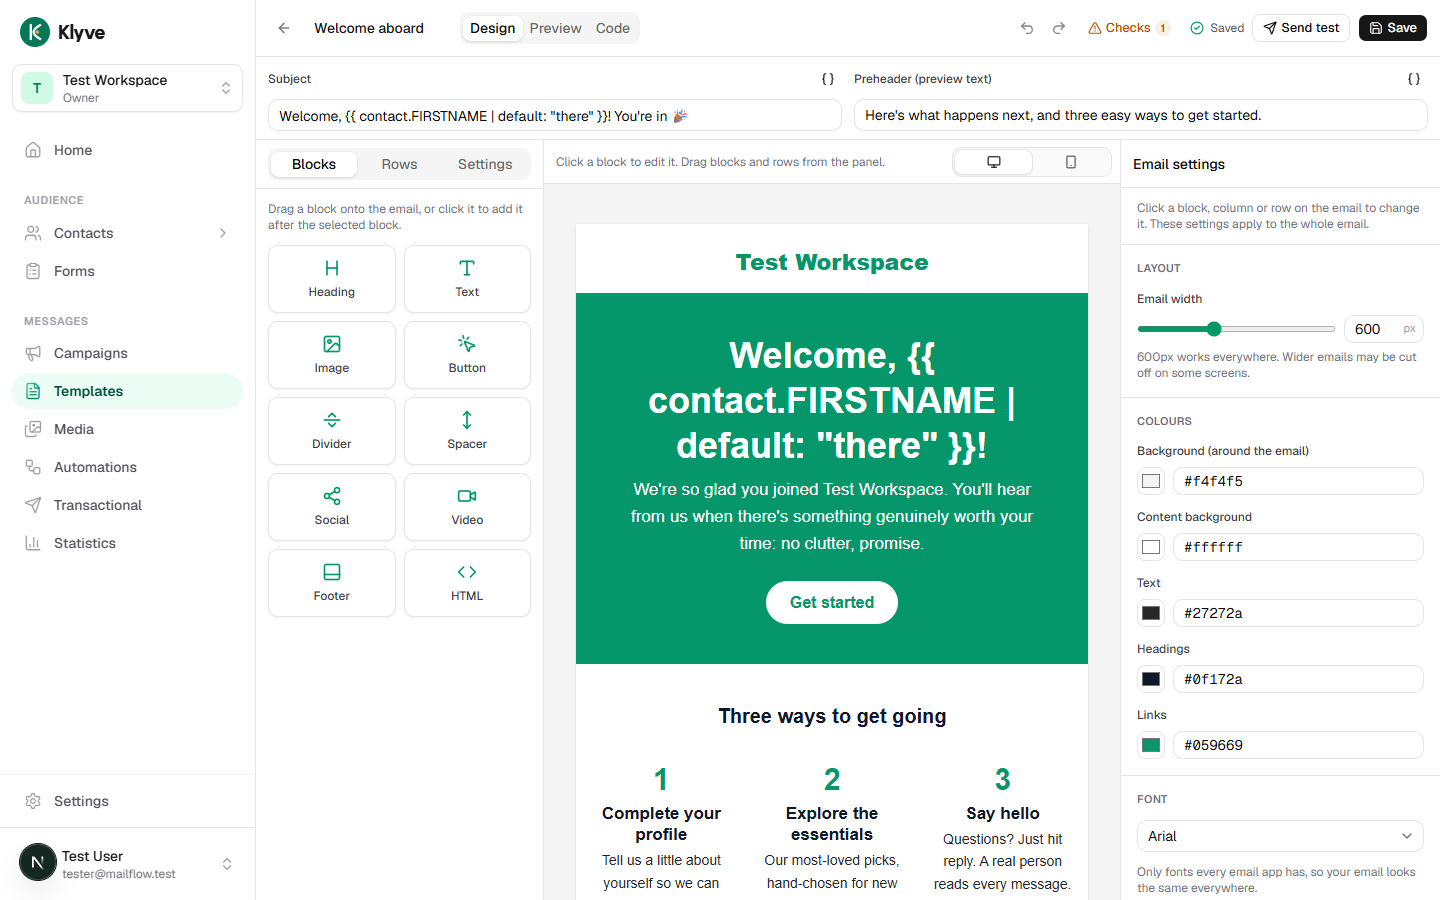 Klyve
T
Test Workspace
Owner
Home
AUDIENCE
Contacts
Forms
MESSAGES
Campaigns
Templates
Media
Automations
Transactional
Statistics
Settings
N
Test User
tester@mailflow.test
Welcome aboard
Design Preview Code
Checks 1
Saved
Send test
Save
Subject
{}
Welcome, {{ contact.FIRSTNAME | default: "there" }}! You're in 🎉
Preheader (preview text)
{}
Here's what happens next, and three easy ways to get started.
Blocks Rows Settings
Drag a block onto the email, or click it to add it
after the selected block.
Heading
Text
Image
Button
Divider
Spacer
Social
Video
Footer
HTML
Click a block to edit it. Drag blocks and rows from the panel.
Test Workspace
Welcome, {{
contact.FIRSTNAME |
default: "there" }}!
We're so glad you joined Test Workspace. You'll hear
from us when there's something genuinely worth your
time: no clutter, promise.
Get started
Three ways to get going
1
Complete your
profile
Tell us a little about
yourself so we can
2
Explore the
essentials
Our most-loved picks,
hand-chosen for new
3
Say hello
Questions? Just hit
reply. A real person
reads every message.
Email settings
Click a block, column or row on the email to change
it. These settings apply to the whole email.
LAYOUT
Email width
600 px
600px works everywhere. Wider emails may be cut
off on some screens.
COLOURS
Background (around the email)
#f4f4f5
Content background
#ffffff
Text
#27272a
Headings
#0f172a
Links
#059669
FONT
Arial
Only fonts every email app has, so your email looks
the same everywhere.